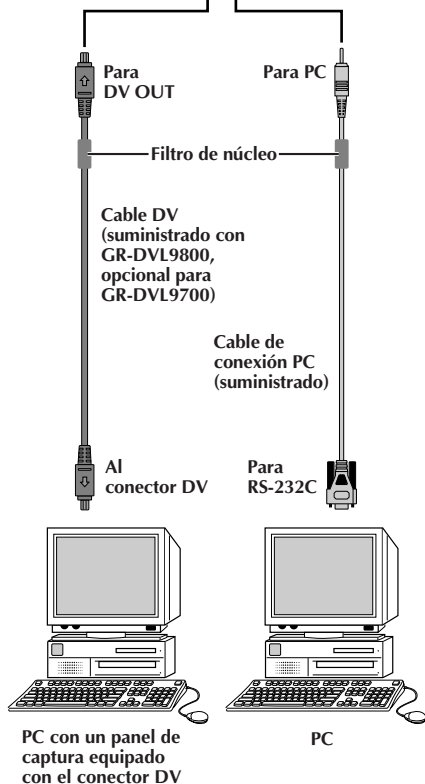 Para
DV OUT
Para PC
Filtro de núcleo
Cable DV
(suministrado con
GR-DVL9800,
opcional para
GR-DVL9700)
Cable de
conexión PC
(suministrado)
Al
conector DV
Para
RS-232C
PC con un panel de
captura equipado
con el conector DV
PC